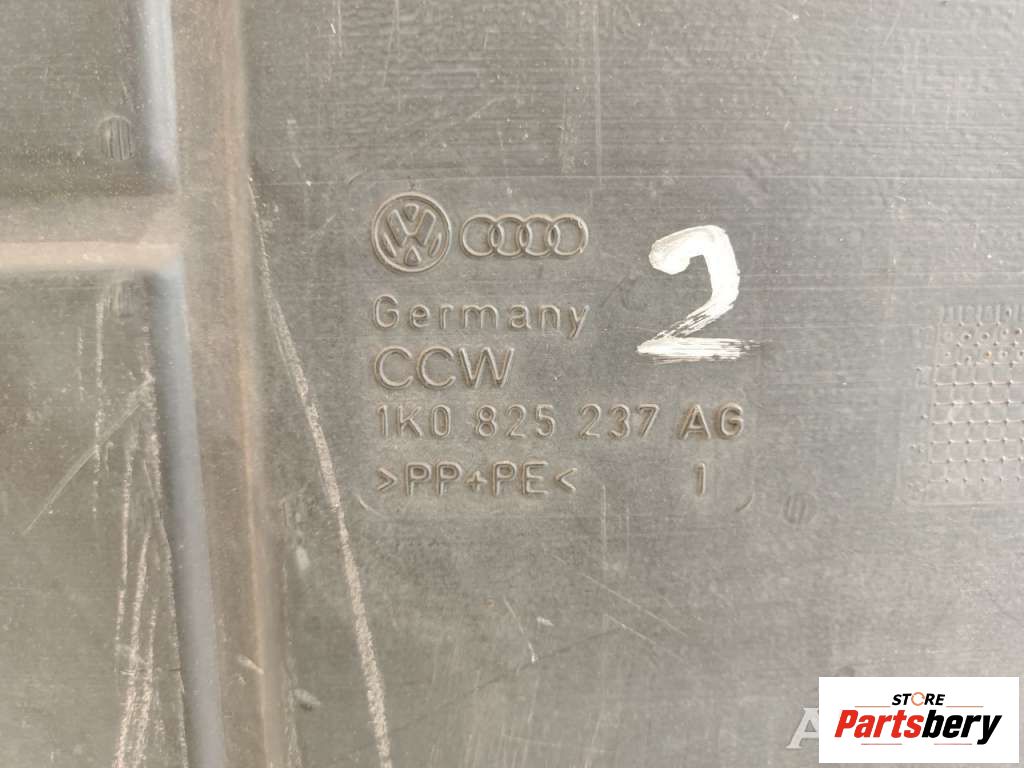 Germany
2
CCW
1K0 825 237 AG
>PP+PE< 1
STORE
Partsbery